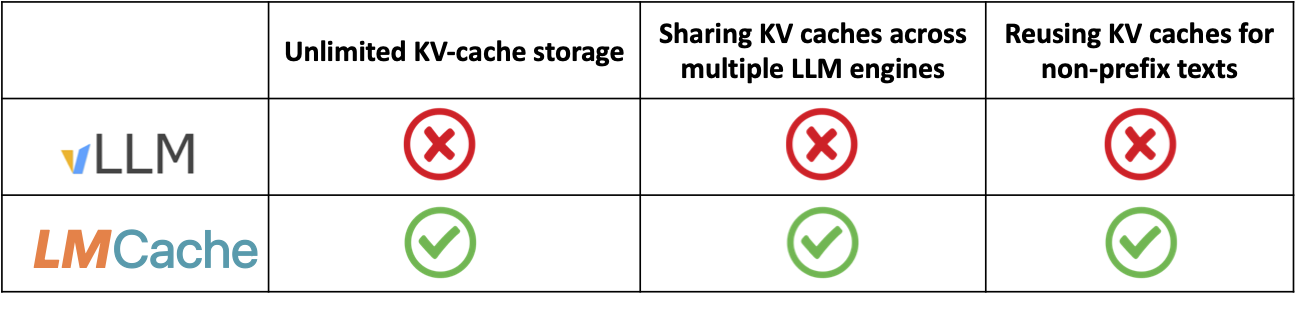 Unlimited KV-cache storage
Sharing KV caches across
multiple LLM engines
Reusing KV caches for
non-prefix texts
vLLM
LMCache